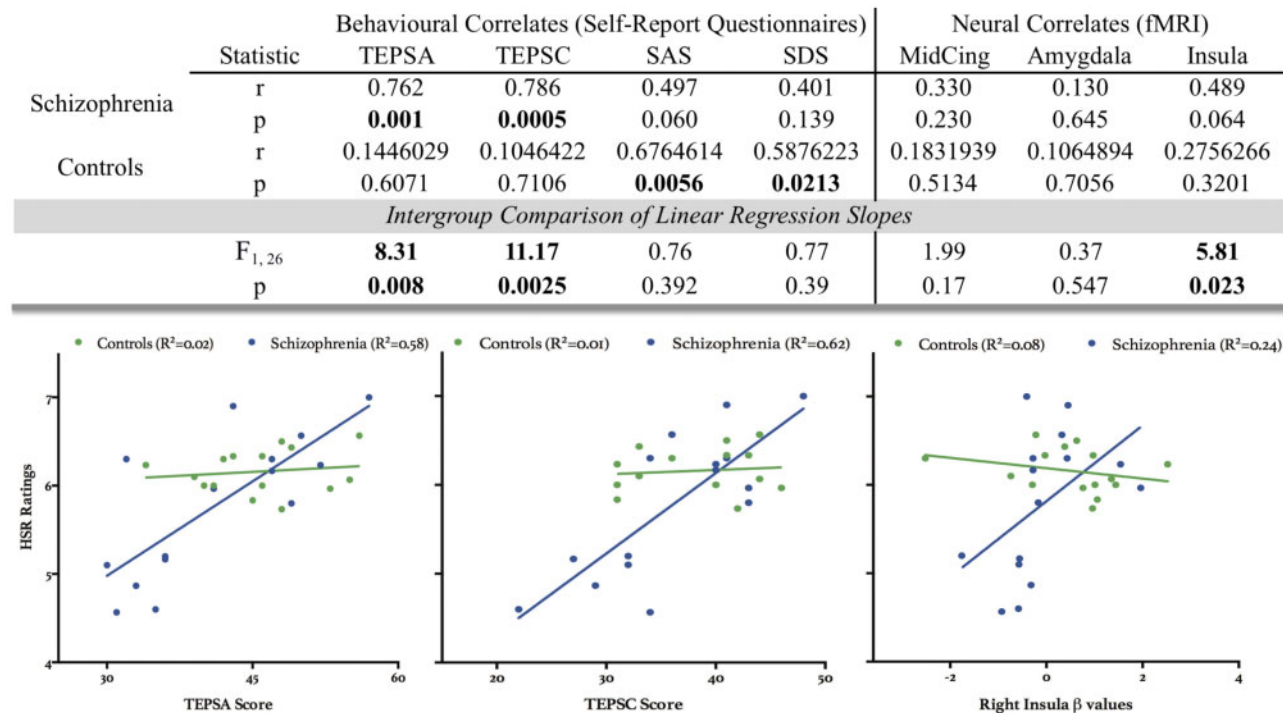 Behavioural Correlates (Self-Report Questionnaires) Neural Correlates (fMRI)
Statistic TEPSA TEPSC SAS SDS MidCing Amygdala Insula
Schizophrenia
r 0.762 0.786 0.497 0.401 0.330 0.130 0.489
p 0.001 0.0005 0.060 0.139 0.230 0.645 0.064
Controls
r 0.1446029 0.1046422 0.6764614 0.5876223 0.1831939 0.1064894 0.2756266
p 0.6071 0.7106 0.0056 0.0213 0.5134 0.7056 0.3201
Intergroup Comparison of Linear Regression Slopes
F1, 26 8.31 11.17 0.76 0.77 1.99 0.37 5.81
p 0.008 0.0025 0.392 0.39 0.17 0.547 0.023
Controls (R²=0.02) Schizophrenia (R²=0.58)
Controls (R²=0.01) Schizophrenia (R²=0.62)
Controls (R²=0.08) Schizophrenia (R²=0.24)
HSR Ratings
7
6
5
4
30 45 60
TEPSA Score
20 30 40 50
TEPSC Score
-2 0 2 4
Right Insula β values